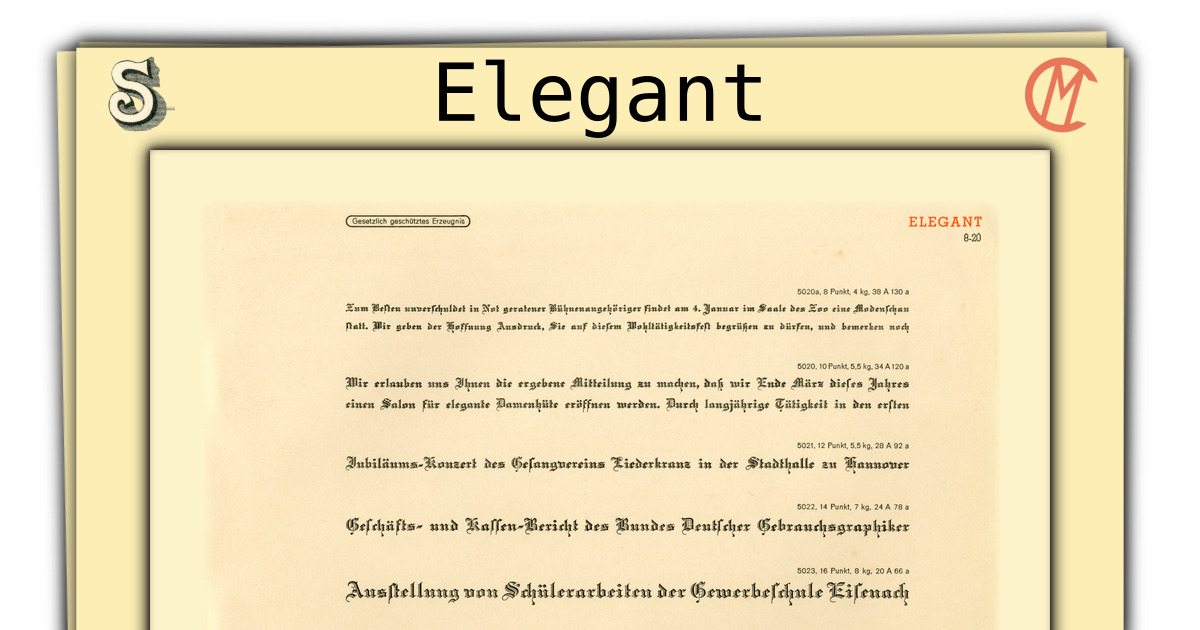 Elegant
Gesetzlich geschütztes Erzeugnis
ELEGANT
8-20
5020a, 8 Punkt, 4 kg, 38 A 130 a
Zum Beſten unverſchuldet in Not geratener Bühnenangehöriger findet am 4. Januar im Saale des Zoo eine Modenſchau
ſtatt. Wir geben der Hoffnung Ausdruck, Sie auf dieſem Wohltätigkeitsfeſt begrüßen zu dürfen, und bemerken noch
5020, 10 Punkt, 5,5 kg, 34 A 120 a
Wir erlauben uns Ihnen die ergebene Mitteilung zu machen, daß wir Ende März dieſes Jahres
einen Salon für elegante Damenhüte eröffnen werden. Durch langjährige Tätigkeit in den erſten
5021, 12 Punkt, 5,5 kg, 28 A 92 a
Jubiläums-Konzert des Geſangvereins Liederkranz in der Stadthalle zu Hannover
5022, 14 Punkt, 7 kg, 24 A 78 a
Geſchäfts- und Kaſſen-Bericht des Bundes Deutſcher Gebrauchsgraphiker
5023, 16 Punkt, 8 kg, 20 A 66 a
Ausſtellung von Schülerarbeiten der Gewerbeſchule Eiſenach